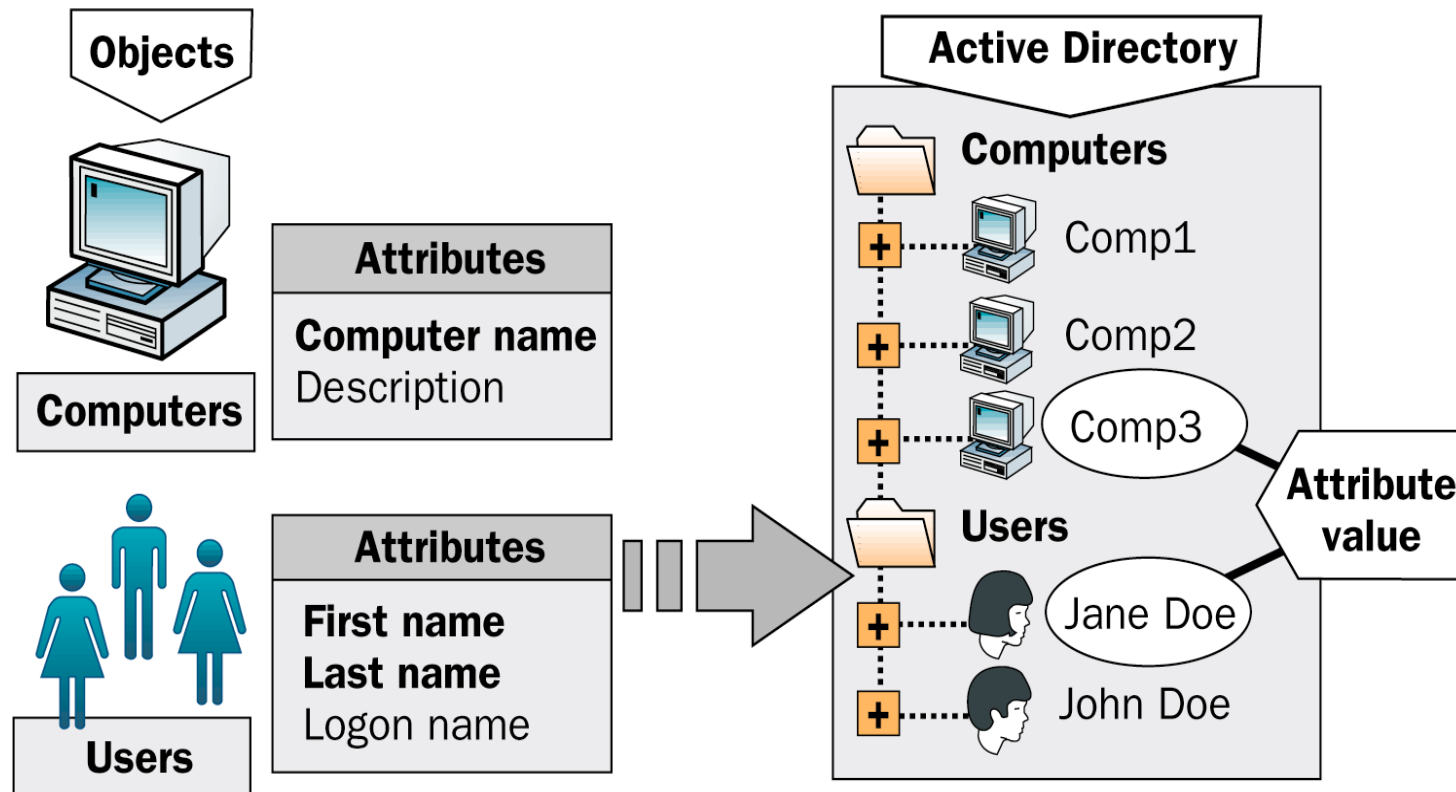 Objects
Computers
Attributes
Computer name
Description
Users
Attributes
First name
Last name
Logon name
Active Directory
Computers
+
Comp1
+
Comp2
+
Comp3
Users
+
Jane Doe
+
John Doe
Attribute
value